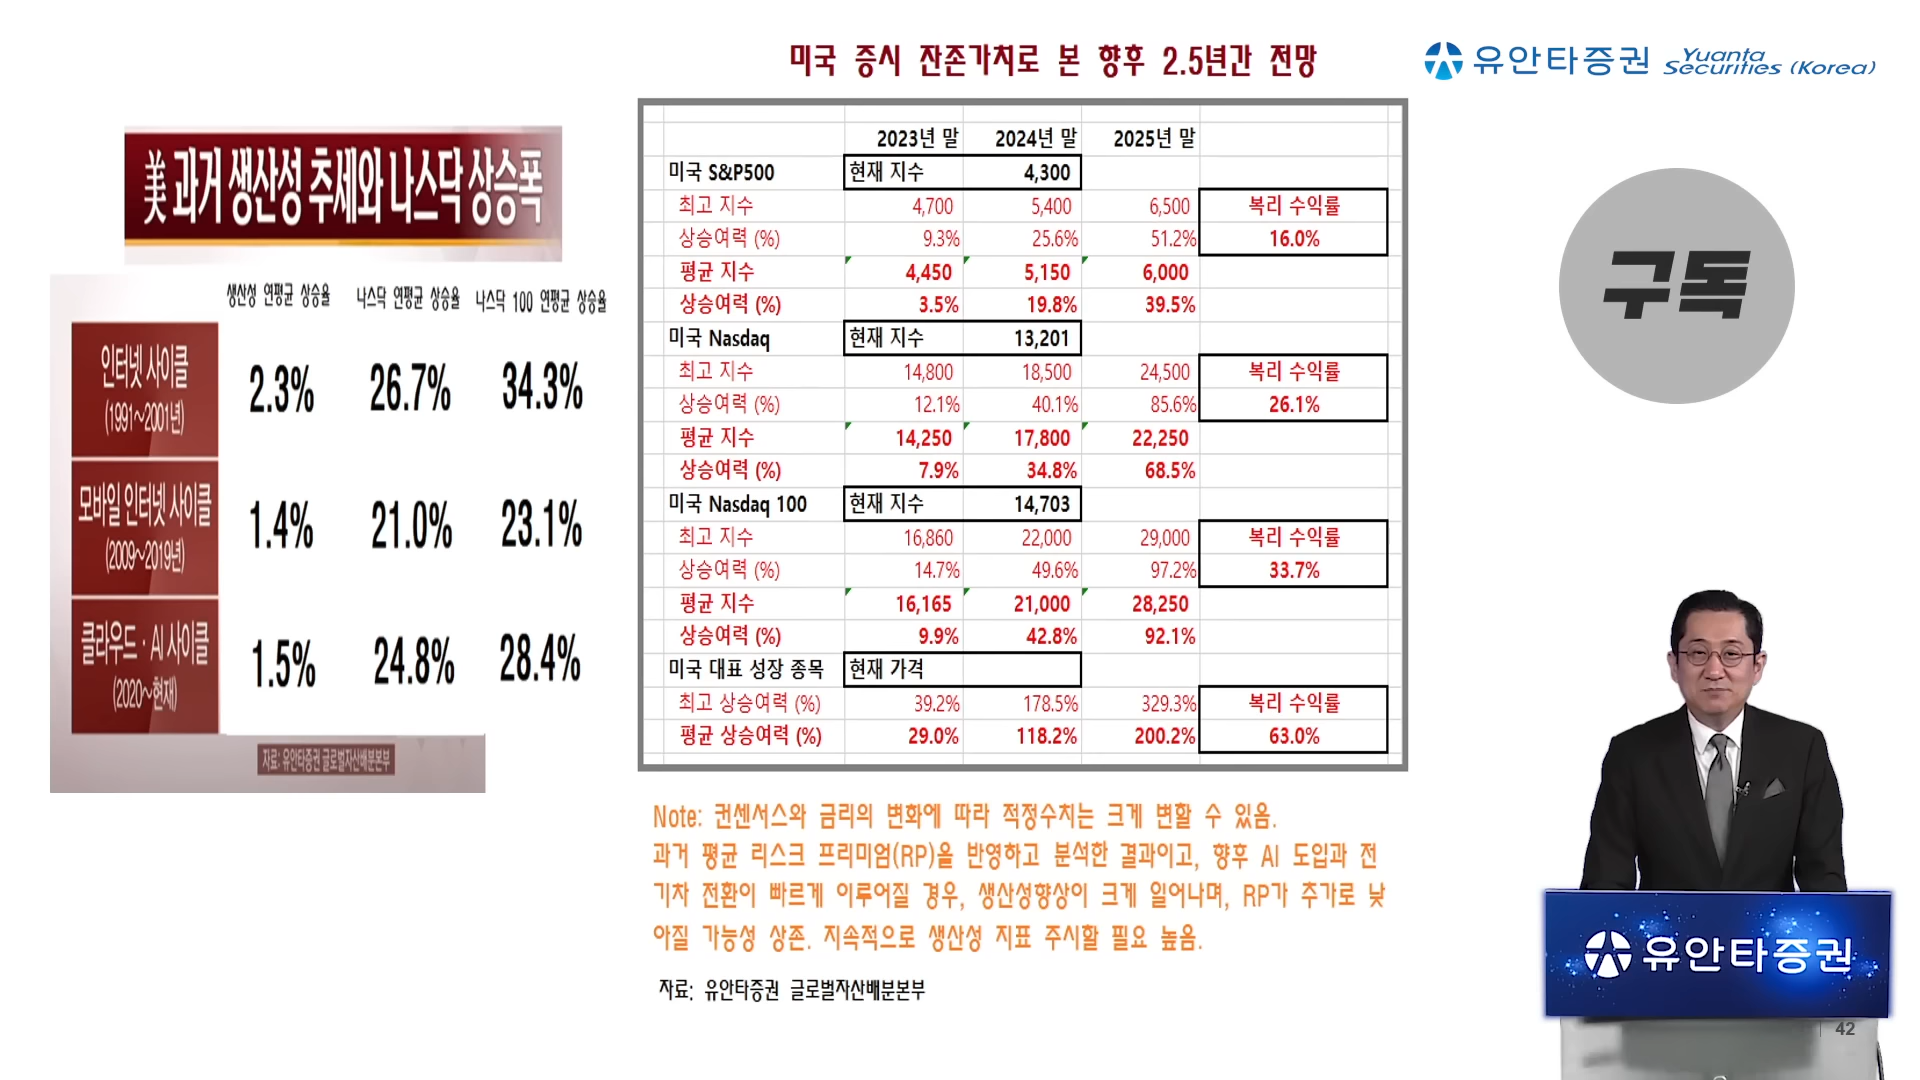 미국 증시 잔존가치로 본 향후 2.5년간 전망
유안타증권 Yuanta Securities (Korea)
美 과거 생산성 추세와 나스닥 상승폭
생산성 연평균 상승율 나스닥 연평균 상승율 나스닥 100 연평균 상승율
인터넷 사이클 2.3% 26.7% 34.3%
(1991~2001년)
모바일 인터넷 사이클 1.4% 21.0% 23.1%
(2009~2019년)
클라우드·AI 사이클 1.5% 24.8% 28.4%
(2020~현재)
자료: 유안타증권 글로벌자산배분본부
2023년 말 2024년 말 2025년 말
미국 S&P500 현재 지수 4,300
최고 지수 4,700 5,400 6,500 복리 수익률
상승여력 (%) 9.3% 25.6% 51.2% 16.0%
평균 지수 4,450 5,150 6,000
상승여력 (%) 3.5% 19.8% 39.5%
미국 Nasdaq 현재 지수 13,201
최고 지수 14,800 18,500 24,500 복리 수익률
상승여력 (%) 12.1% 40.1% 85.6% 26.1%
평균 지수 14,250 17,800 22,250
상승여력 (%) 7.9% 34.8% 68.5%
미국 Nasdaq 100 현재 지수 14,703
최고 지수 16,860 22,000 29,000 복리 수익률
상승여력 (%) 14.7% 49.6% 97.2% 33.7%
평균 지수 16,165 21,000 28,250
상승여력 (%) 9.9% 42.8% 92.1%
미국 대표 성장 종목 현재 가격
최고 상승여력 (%) 39.2% 178.5% 329.3% 복리 수익률
평균 상승여력 (%) 29.0% 118.2% 200.2% 63.0%
Note: 컨센서스와 금리의 변화에 따라 적정수치는 크게 변할 수 있음.
과거 평균 리스크 프리미엄(RP)을 반영하고 분석한 결과이고, 향후 AI 도입과 전
기차 전환이 빠르게 이루어질 경우, 생산성향상이 크게 일어나며, RP가 추가로 낮
아질 가능성 상존. 지속적으로 생산성 지표 주시할 필요 높음.
자료: 유안타증권 글로벌자산배분본부
구독
유안타증권
42